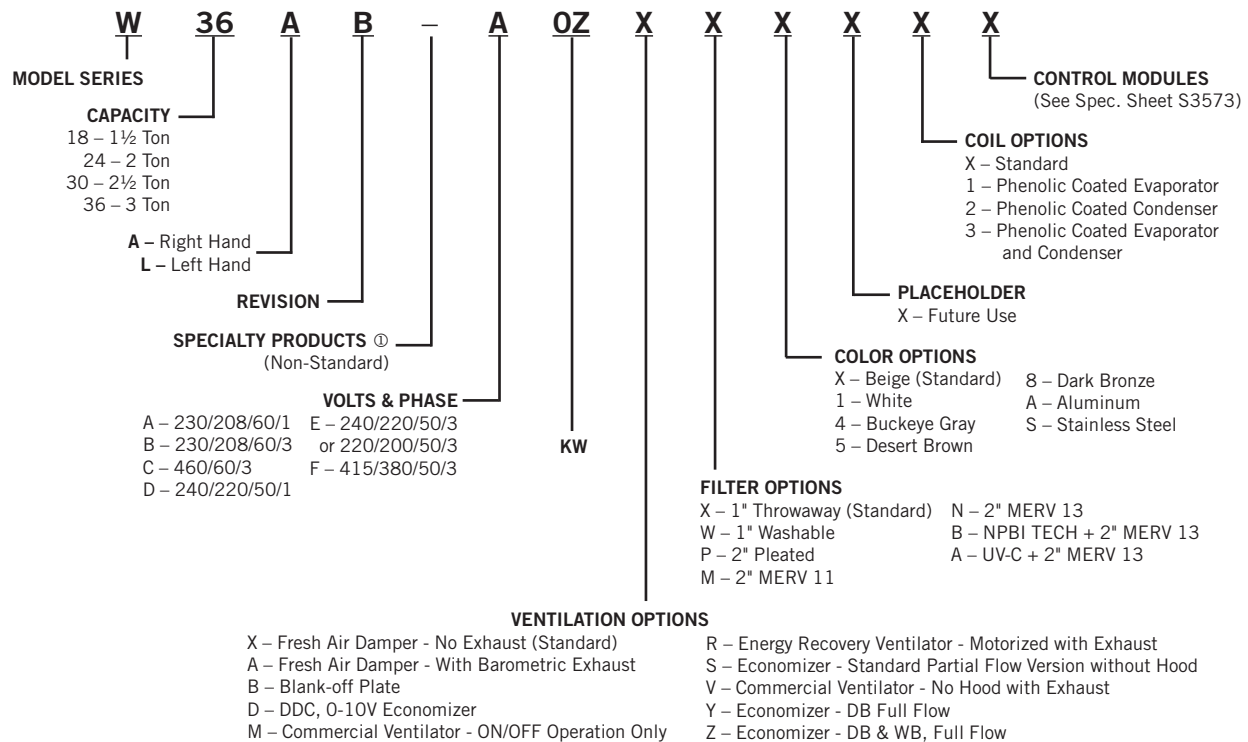 W 36 A B – A 0Z X X X X X X
MODEL SERIES
CAPACITY
18 – 1½ Ton
24 – 2 Ton
30 – 2½ Ton
36 – 3 Ton
A – Right Hand
L – Left Hand
REVISION
SPECIALTY PRODUCTS ①
(Non-Standard)
VOLTS & PHASE
A – 230/208/60/1
B – 230/208/60/3
C – 460/60/3
D – 240/220/50/1
E – 240/220/50/3
or 220/200/50/3
F – 415/380/50/3
KW
VENTILATION OPTIONS
X – Fresh Air Damper - No Exhaust (Standard)
A – Fresh Air Damper - With Barometric Exhaust
B – Blank-off Plate
D – DDC, 0-10V Economizer
M – Commercial Ventilator - ON/OFF Operation Only
R – Energy Recovery Ventilator - Motorized with Exhaust
S – Economizer - Standard Partial Flow Version without Hood
V – Commercial Ventilator - No Hood with Exhaust
Y – Economizer - DB Full Flow
Z – Economizer - DB & WB, Full Flow
FILTER OPTIONS
X – 1" Throwaway (Standard)
W – 1" Washable
P – 2" Pleated
M – 2" MERV 11
N – 2" MERV 13
B – NPBI TECH + 2" MERV 13
A – UV-C + 2" MERV 13
COLOR OPTIONS
X – Beige (Standard)
1 – White
4 – Buckeye Gray
5 – Desert Brown
8 – Dark Bronze
A – Aluminum
S – Stainless Steel
PLACEHOLDER
X – Future Use
COIL OPTIONS
X – Standard
1 – Phenolic Coated Evaporator
2 – Phenolic Coated Condenser
3 – Phenolic Coated Evaporator
and Condenser
CONTROL MODULES
(See Spec. Sheet S3573)